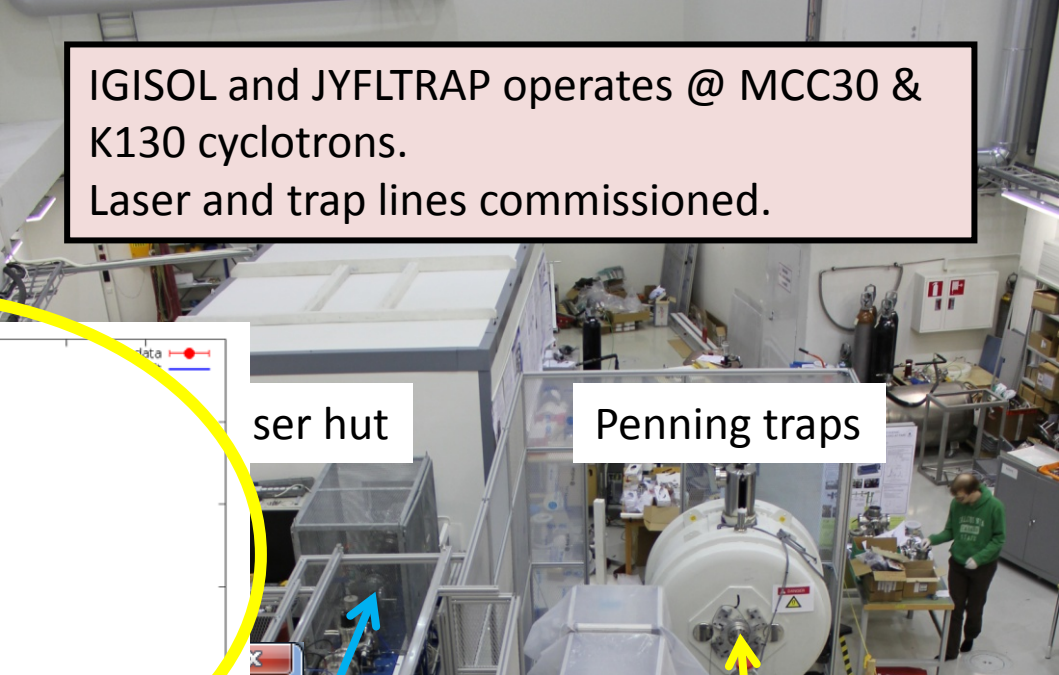 IGISOL and JYFLTRAP operates @ MCC30 &
K130 cyclotrons.
Laser and trap lines commissioned.
data
ser hut
Penning traps
x